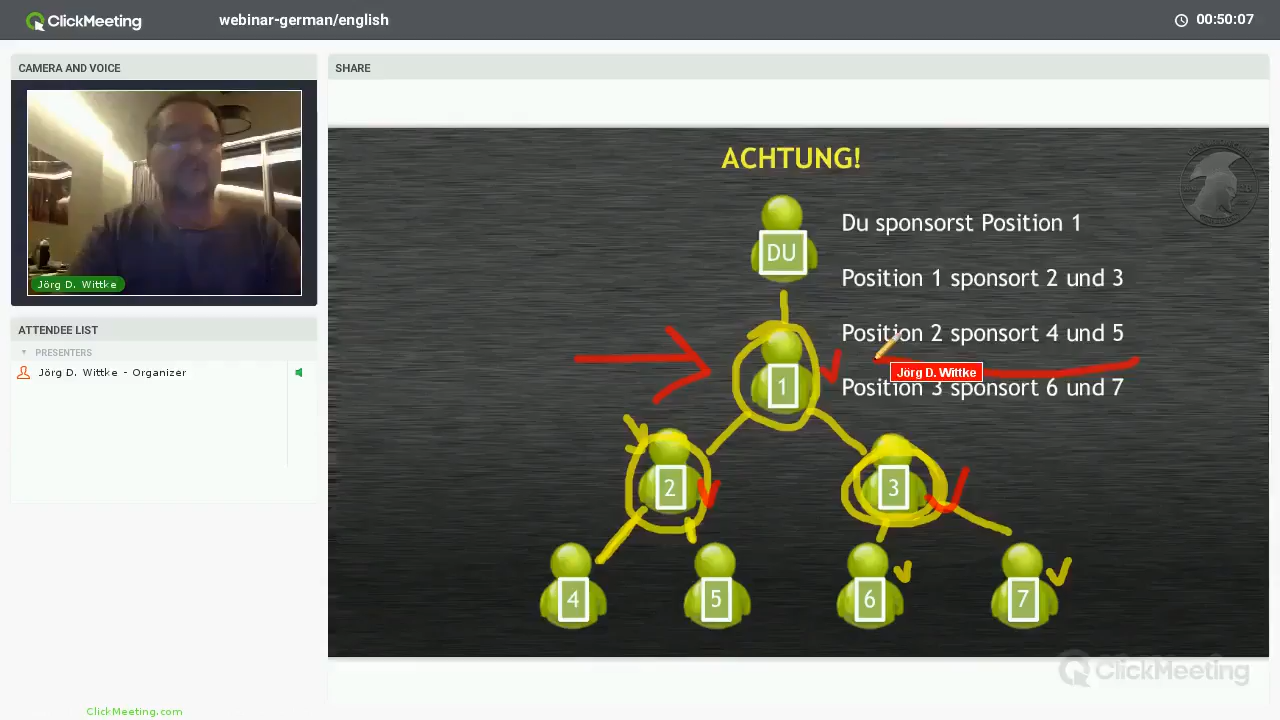 ClickMeeting
webinar-german/english
00:50:07
CAMERA AND VOICE
Jörg D. Wittke
ATTENDEE LIST
PRESENTERS
Jörg D. Wittke - Organizer
SHARE
ACHTUNG!
DU
Du sponsorst Position 1
Position 1 sponsort 2 und 3
Position 2 sponsort 4 und 5
Jörg D. Wittke
Position 3 sponsort 6 und 7
1
2
3
4
5
6
7
ClickMeeting
ClickMeeting.com